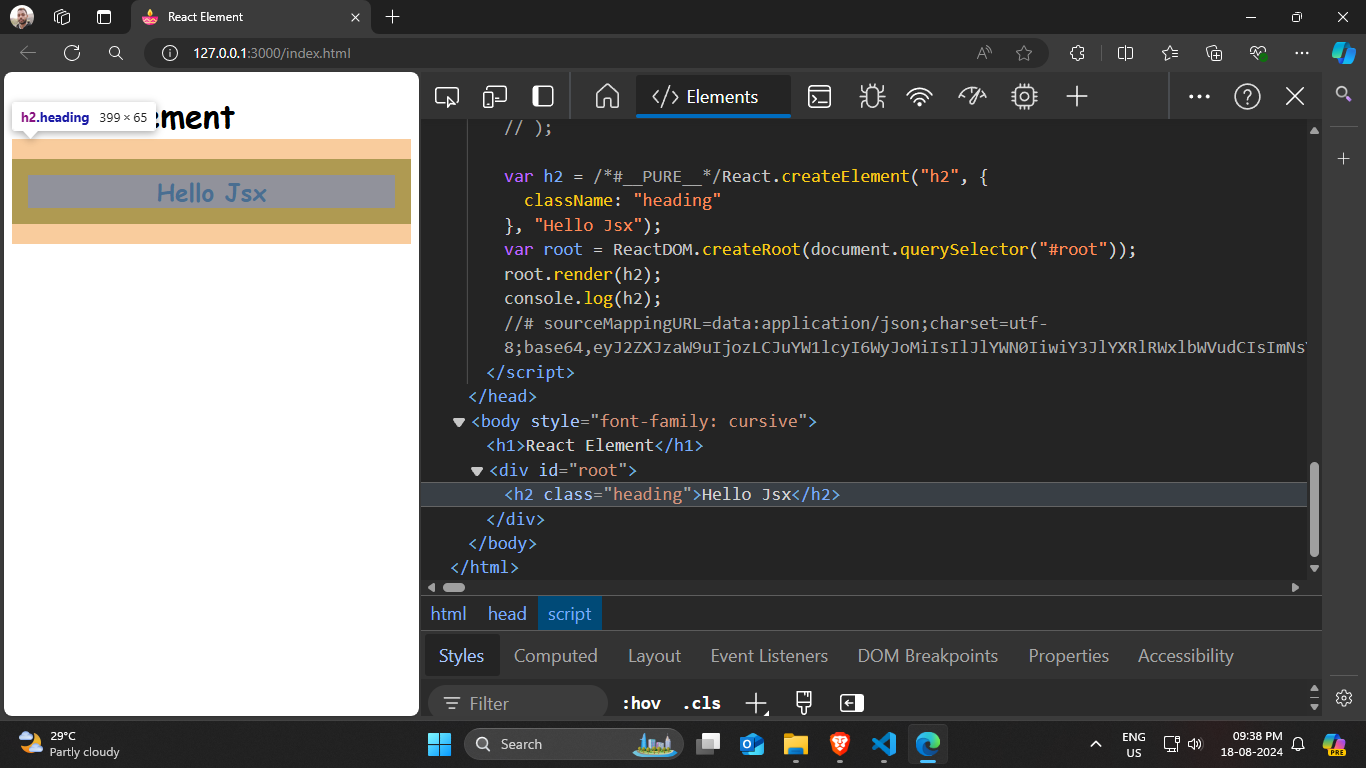 React Element
127.0.0.1:3000/index.html
ement
h2.heading 399 × 65
Hello Jsx
Elements
// );
var h2 = /*#__PURE__*/React.createElement("h2", {
className: "heading"
}, "Hello Jsx");
var root = ReactDOM.createRoot(document.querySelector("#root"));
root.render(h2);
console.log(h2);
//# sourceMappingURL=data:application/json;charset=utf-
8;base64,eyJ2ZXJzaW9uIjozLCJuYW1lcyI6WyJoMiIsIlJlYWN0IiwiY3JlYXRlRWxlbWVudCIsImNsY
</script>
</head>
<body style="font-family: cursive">
<h1>React Element</h1>
<div id="root">
<h2 class="heading">Hello Jsx</h2>
</div>
</body>
</html>
html head script
Styles Computed Layout Event Listeners DOM Breakpoints Properties Accessibility
Filter :hov .cls
29°C
Partly cloudy
Search
ENG
US
09:38 PM
18-08-2024
PRE